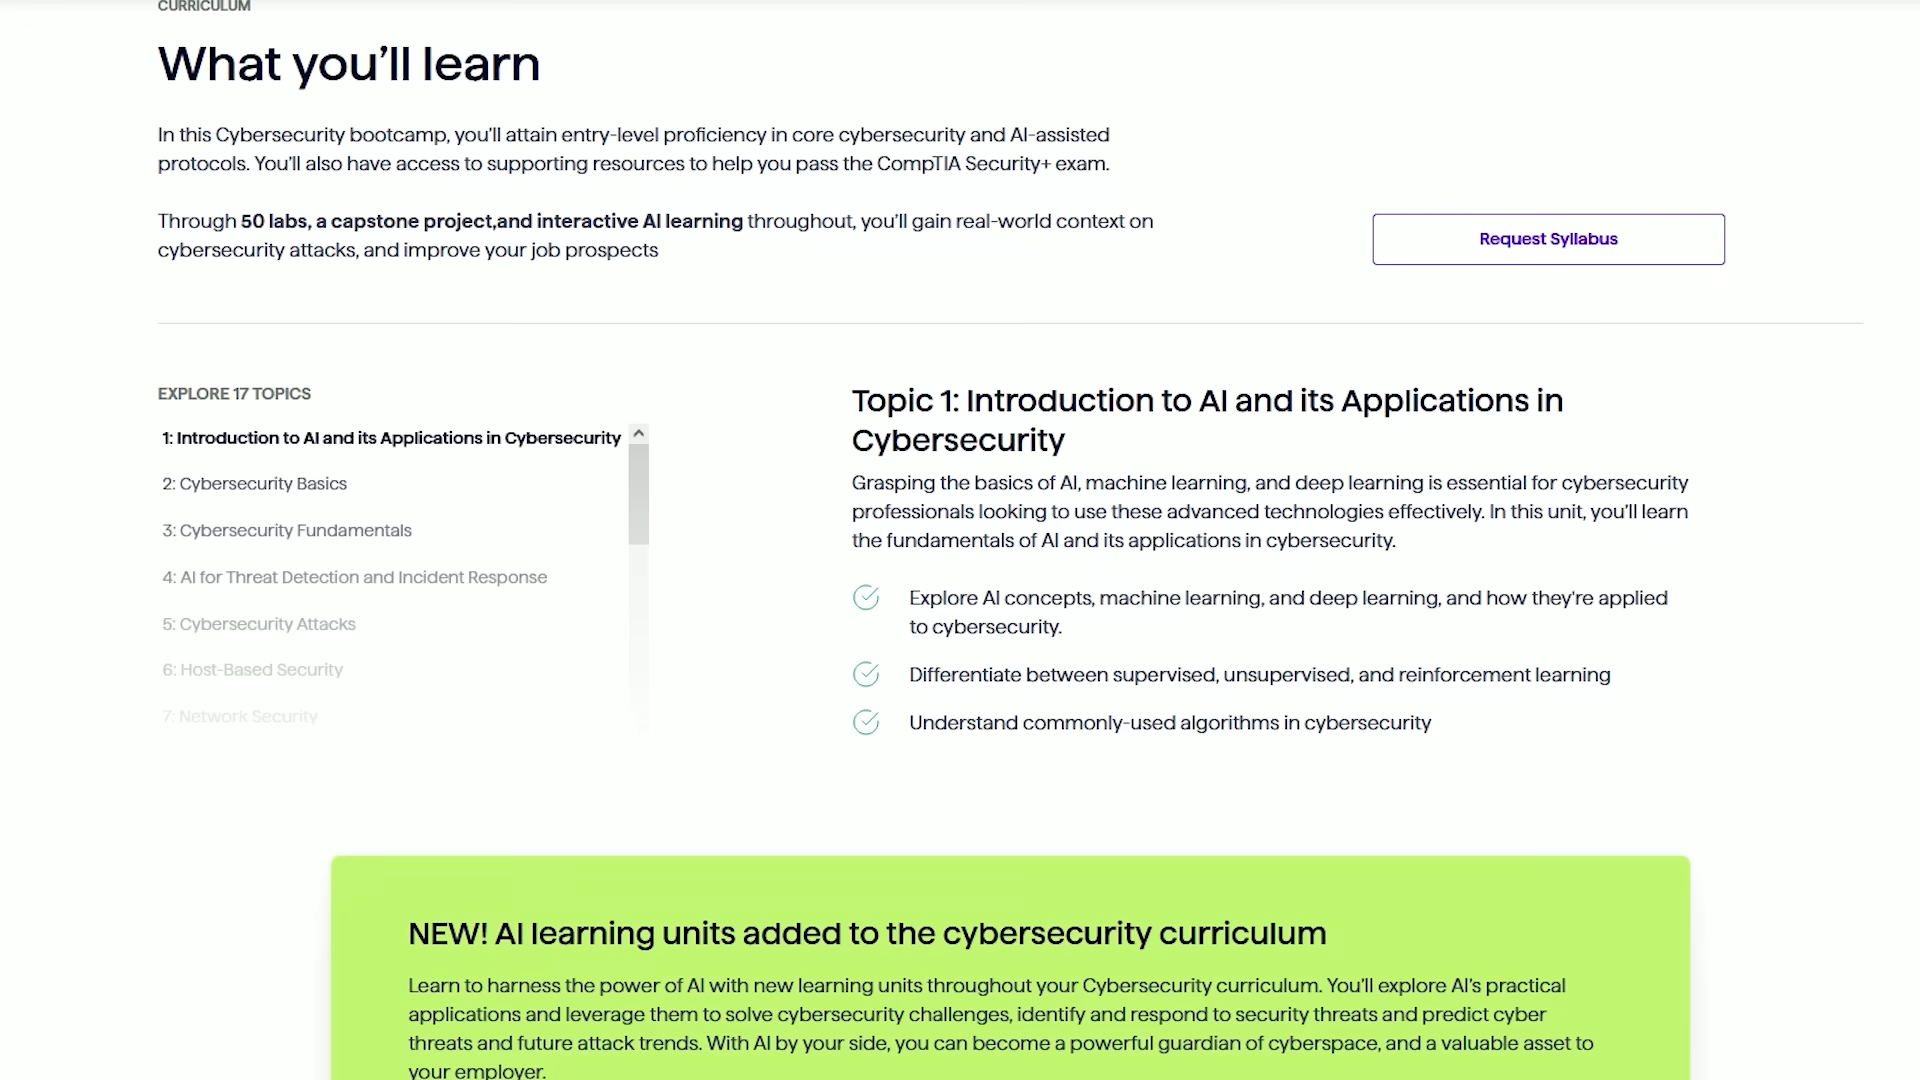 CURRICULUM
What you'll learn
In this Cybersecurity bootcamp, you'll attain entry-level proficiency in core cybersecurity and AI-assisted
protocols. You'll also have access to supporting resources to help you pass the CompTIA Security+ exam.
Through 50 labs, a capstone project,and interactive AI learning throughout, you'll gain real-world context on
cybersecurity attacks, and improve your job prospects
Request Syllabus
EXPLORE 17 TOPICS
1: Introduction to AI and its Applications in Cybersecurity
2: Cybersecurity Basics
3: Cybersecurity Fundamentals
4: AI for Threat Detection and Incident Response
5: Cybersecurity Attacks
6: Host-Based Security
7: Network Security
Topic 1: Introduction to AI and its Applications in
Cybersecurity
Grasping the basics of AI, machine learning, and deep learning is essential for cybersecurity
professionals looking to use these advanced technologies effectively. In this unit, you'll learn
the fundamentals of AI and its applications in cybersecurity.
Explore AI concepts, machine learning, and deep learning, and how they're applied
to cybersecurity.
Differentiate between supervised, unsupervised, and reinforcement learning
Understand commonly-used algorithms in cybersecurity
NEW! AI learning units added to the cybersecurity curriculum
Learn to harness the power of AI with new learning units throughout your Cybersecurity curriculum. You'll explore AI's practical
applications and leverage them to solve cybersecurity challenges, identify and respond to security threats and predict cyber
threats and future attack trends. With AI by your side, you can become a powerful guardian of cyberspace, and a valuable asset to
your employer.